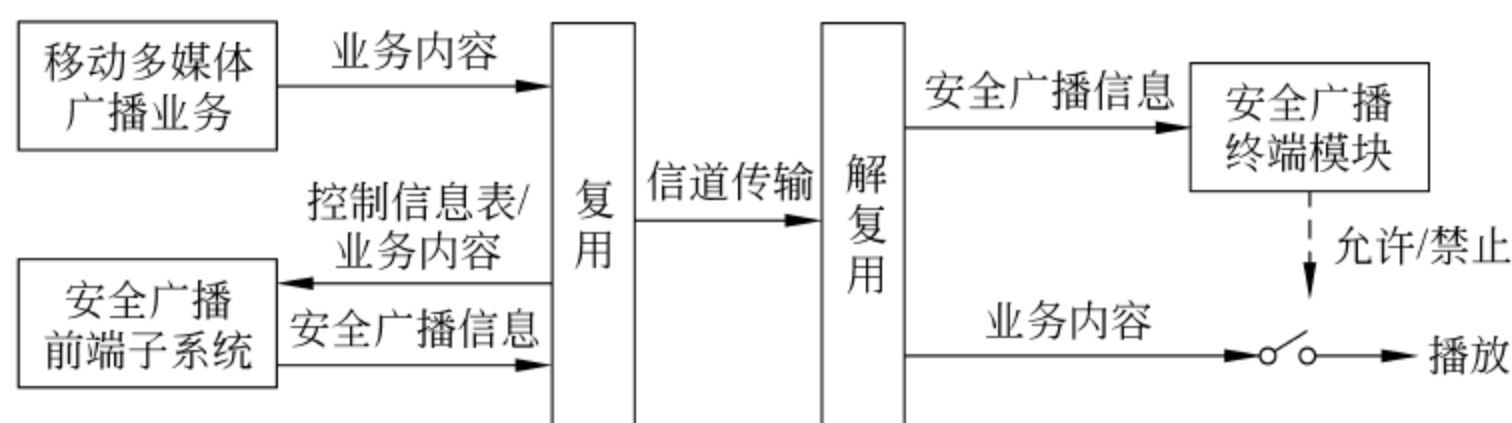 移动多媒体
广播业务
业务内容
控制信息表/
业务内容
安全广播
前端子系统
安全广播信息
复用
信道传输
解复用
安全广播信息
安全广播
终端模块
允许/禁止
业务内容
播放